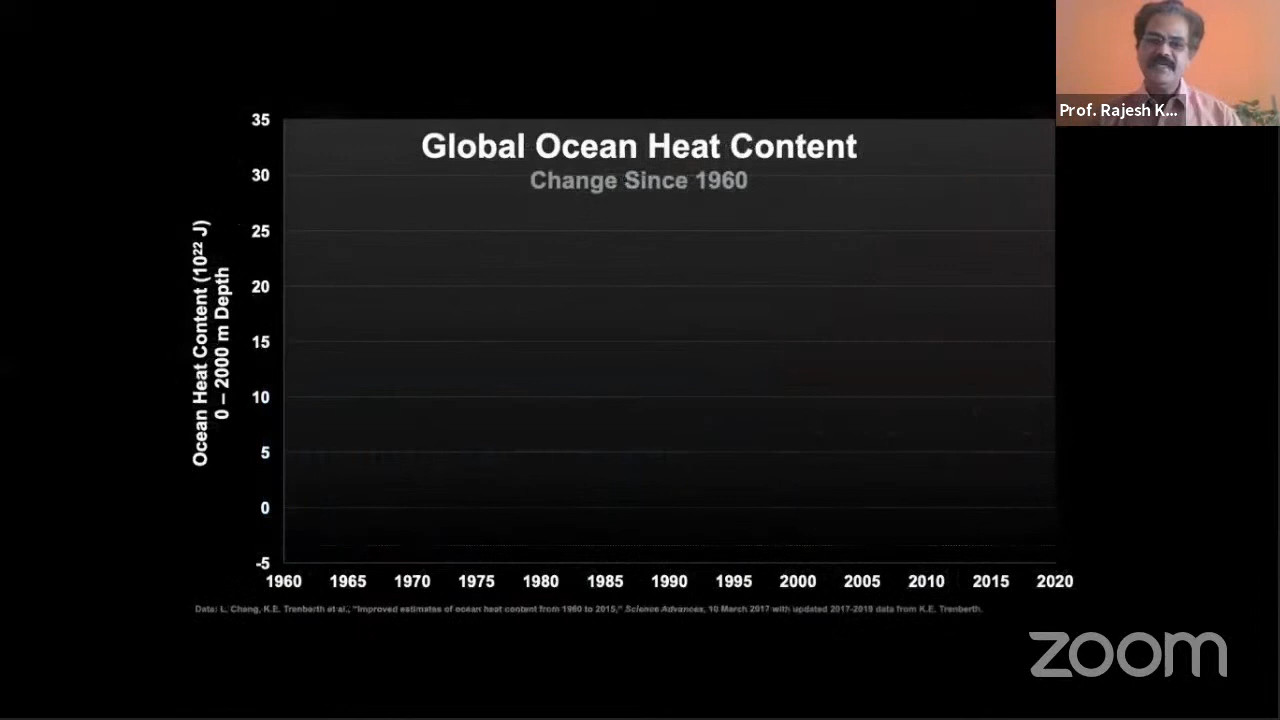 Prof. Rajesh K...
Global Ocean Heat Content
Change Since 1960
Ocean Heat Content (10²² J)
0 – 2000 m Depth
35
30
25
20
15
10
5
0
-5
1960 1965 1970 1975 1980 1985 1990 1995 2000 2005 2010 2015 2020
Data: L. Cheng, K.E. Trenberth et al., "Improved estimates of ocean heat content from 1960 to 2015," Science Advances, 10 March 2017 with updated 2017-2019 data from K.E. Trenberth.
zoom